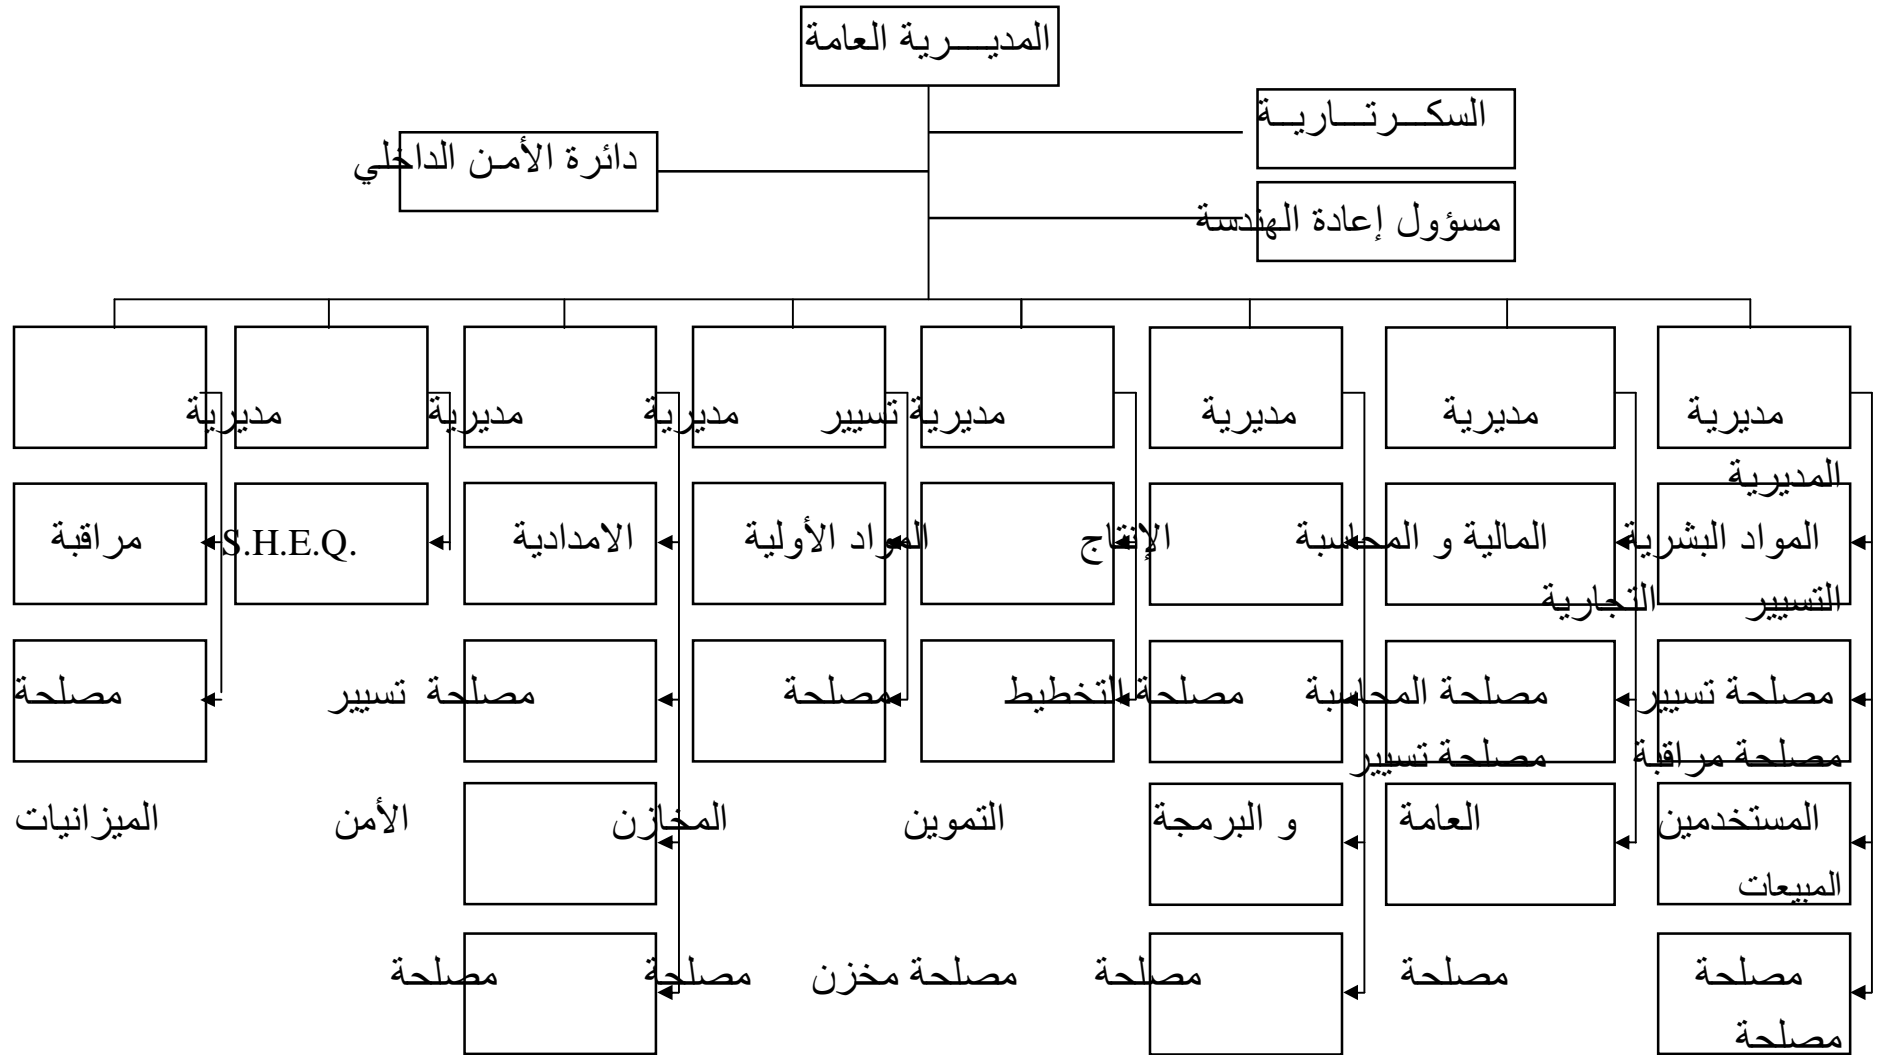 المديـــــرية العامة
السكـــرتـــاريـــة
دائرة الأمـن الداخلي
مسؤول إعادة الهندسة
مديرية مديرية مديرية مديرية تسيير مديرية مديرية مديرية
المديرية
المواد البشرية المالية و المحاسبة الإنتاج المواد الأولية الامدادية S.H.E.Q. مراقبة
التجارية التسيير
مصلحة تسيير مصلحة المحاسبة مصلحة التخطيط مصلحة مصلحة تسيير مصلحة
مصلحة تسيير مصلحة مراقبة
المستخدمين العامة و البرمجة التموين المخازن الأمن الميزانيات
المبيعات
مصلحة مصلحة مصلحة مصلحة مخزن مصلحة مصلحة
مصلحة